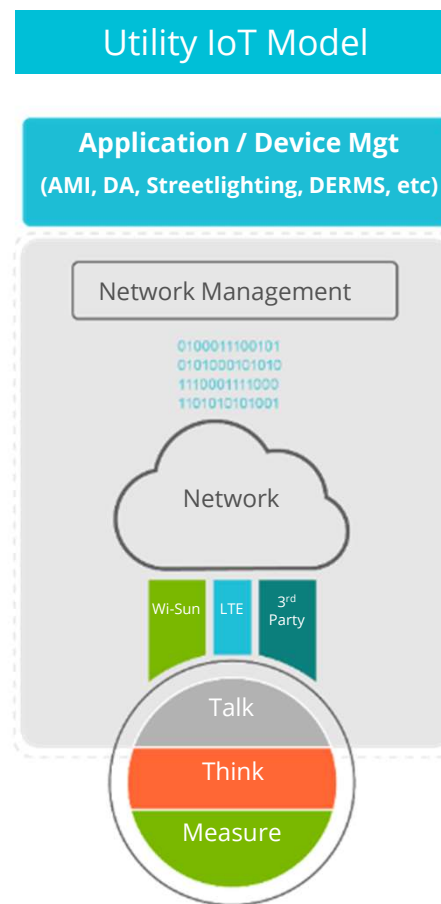 Utility IoT Model
Application / Device Mgt
(AMI, DA, Streetlighting, DERMS, etc)
Network Management
0100011100101
0101000101010
1110001111000
1101010101001
Network
Wi-Sun
LTE
3rd
Party
Talk
Think
Measure